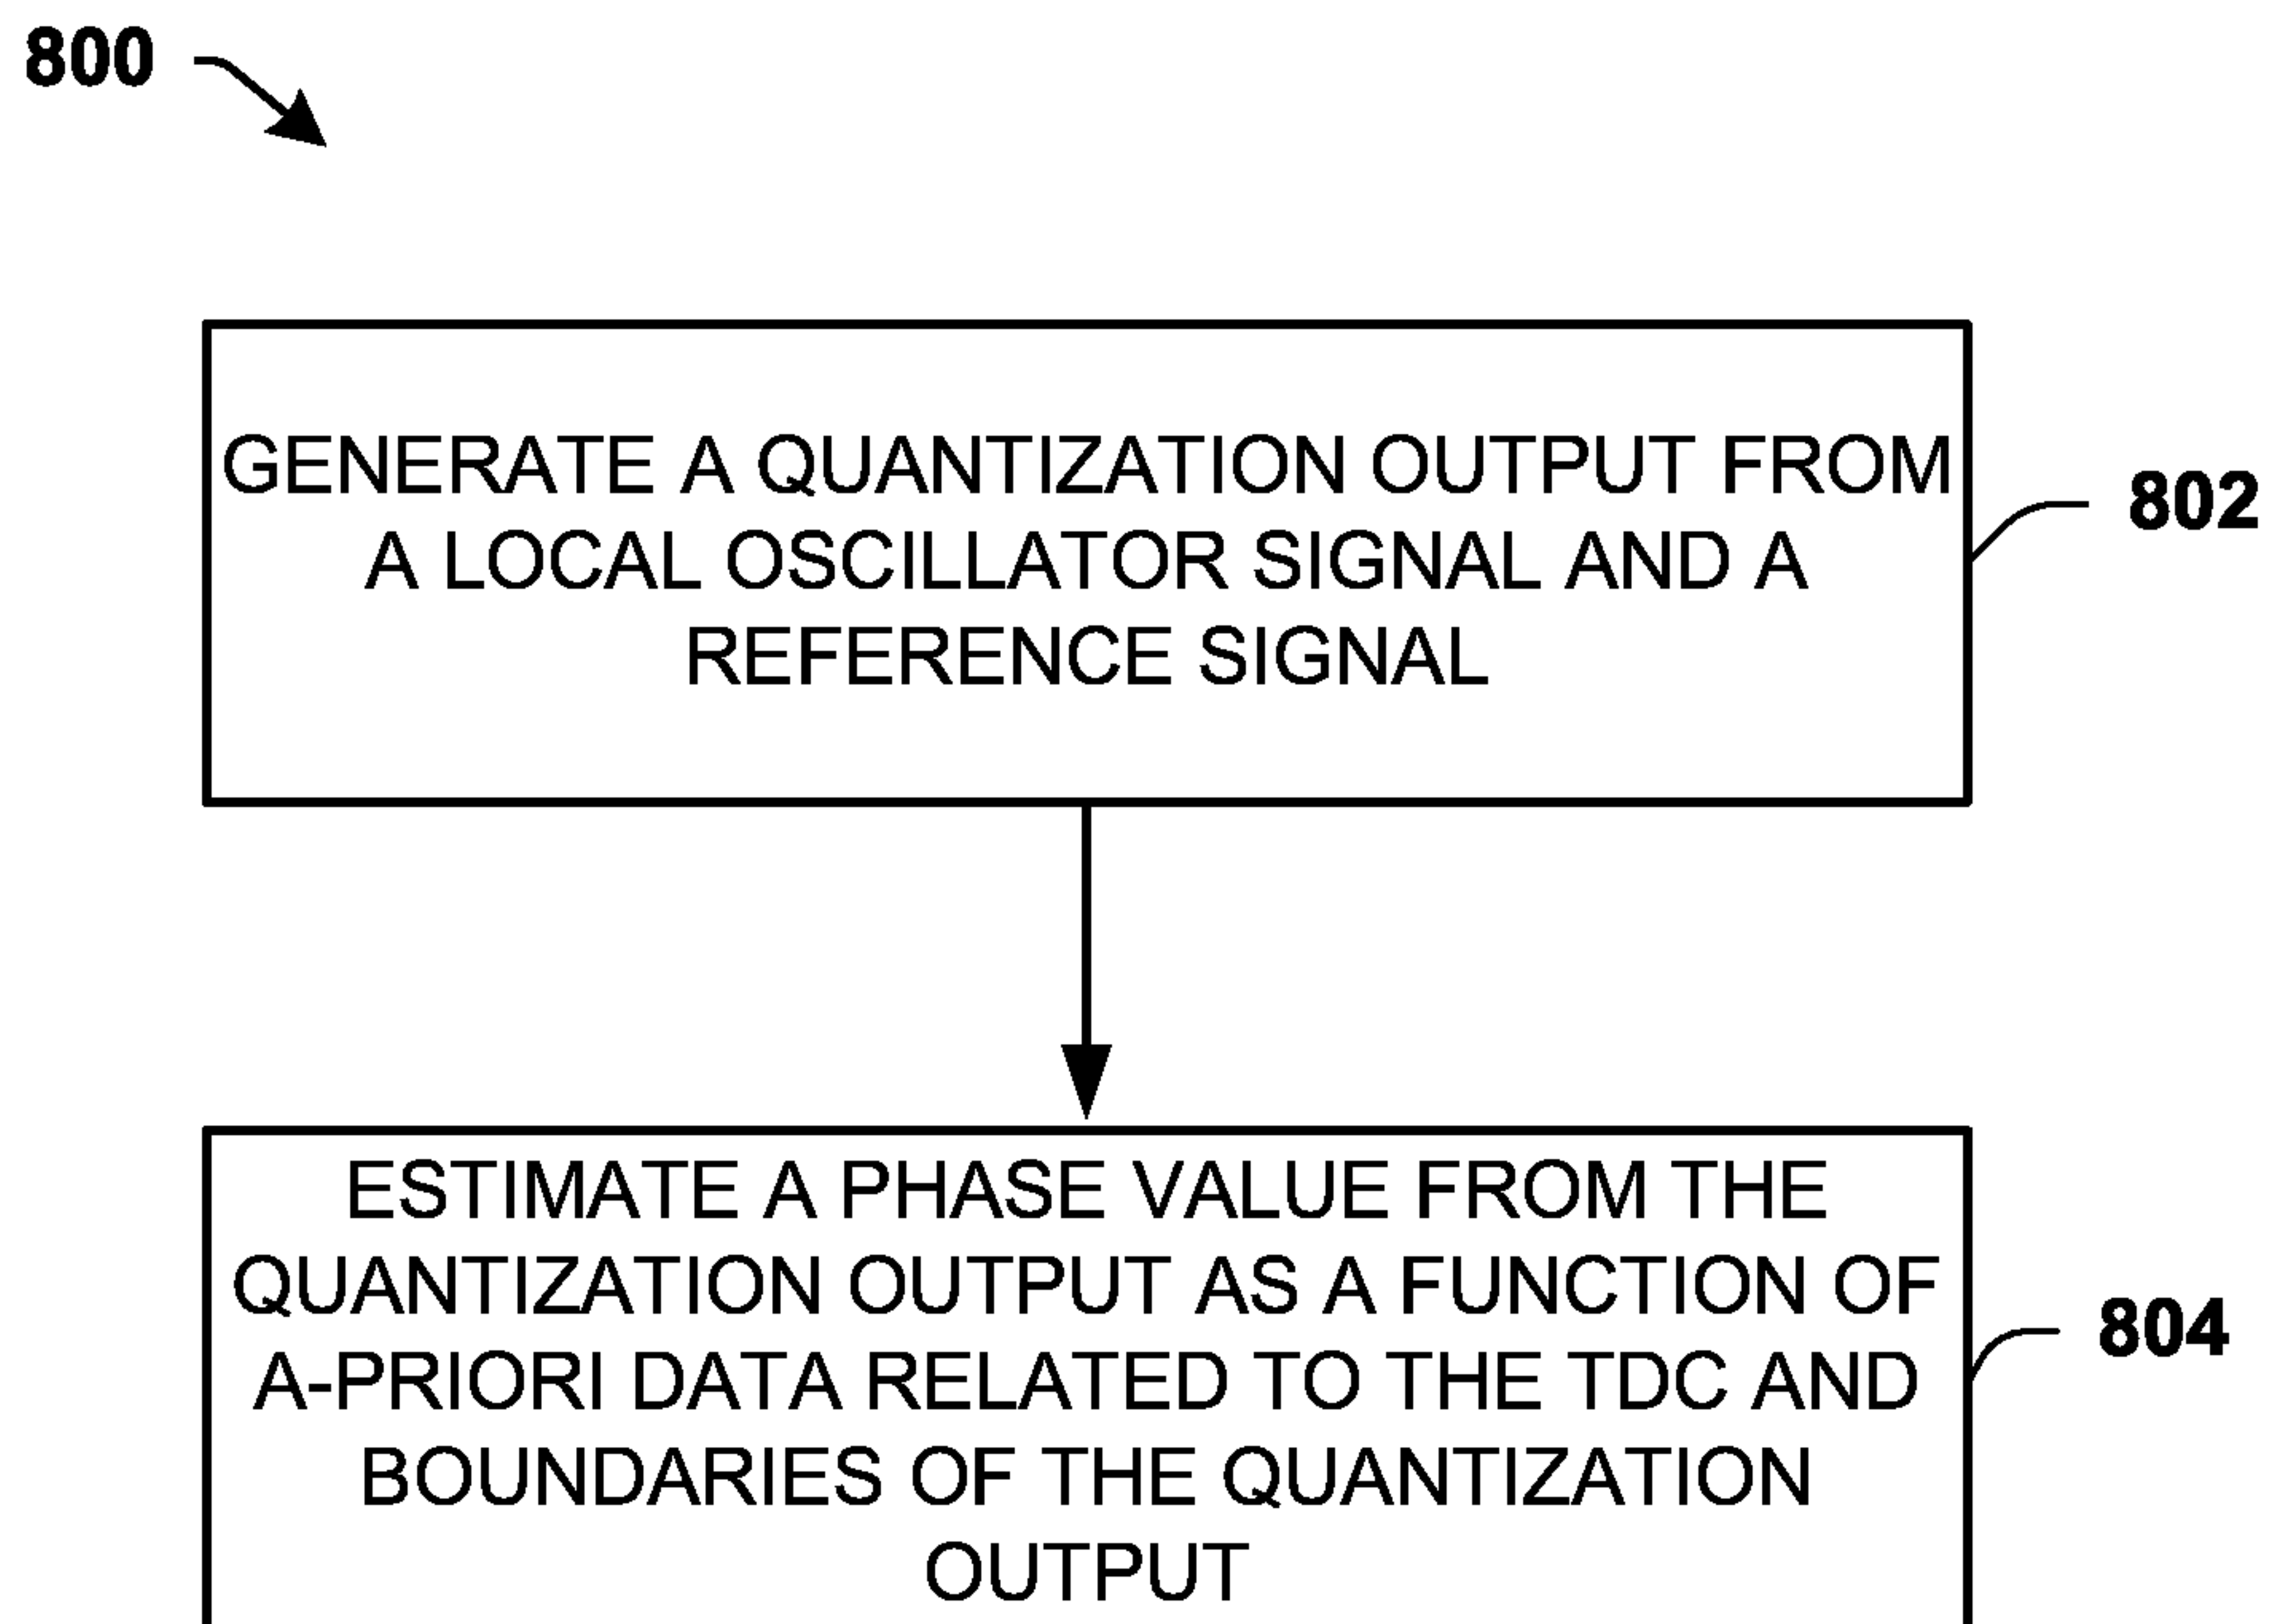 800
GENERATE A QUANTIZATION OUTPUT FROM
A LOCAL OSCILLATOR SIGNAL AND A
REFERENCE SIGNAL
802
ESTIMATE A PHASE VALUE FROM THE
QUANTIZATION OUTPUT AS A FUNCTION OF
A-PRIORI DATA RELATED TO THE TDC AND
BOUNDARIES OF THE QUANTIZATION
OUTPUT
804